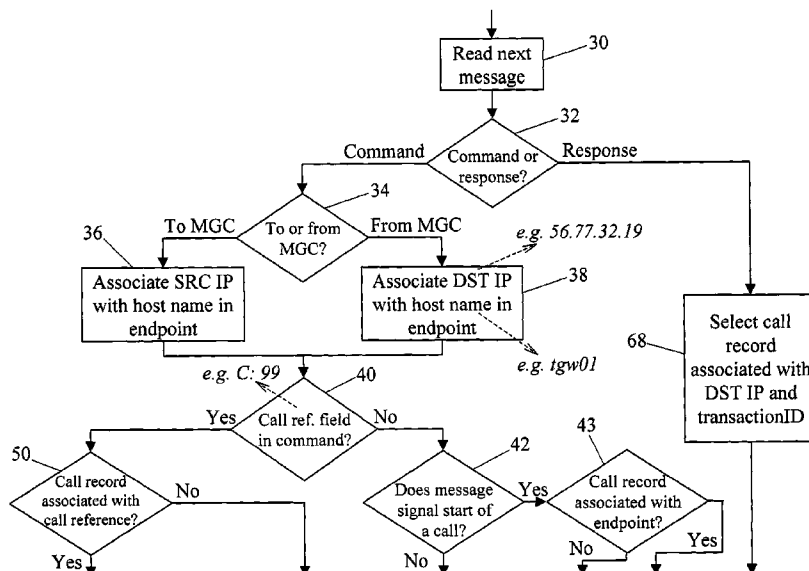 Read next
message
30
32
Command
Command or
response?
Response
34
To MGC
To or from
MGC?
From MGC
e.g. 56.77.32.19
36
Associate SRC IP
with host name in
endpoint
Associate DST IP
with host name in
endpoint
38
e.g. tgw01
68
Select call
record
associated with
DST IP and
transactionID
e.g. C: 99
40
Yes
Call ref. field
in command?
No
50
Call record
associated with
call reference?
No
Yes
42
Does message
signal start of
a call?
Yes
No
43
Call record
associated with
endpoint?
No
Yes